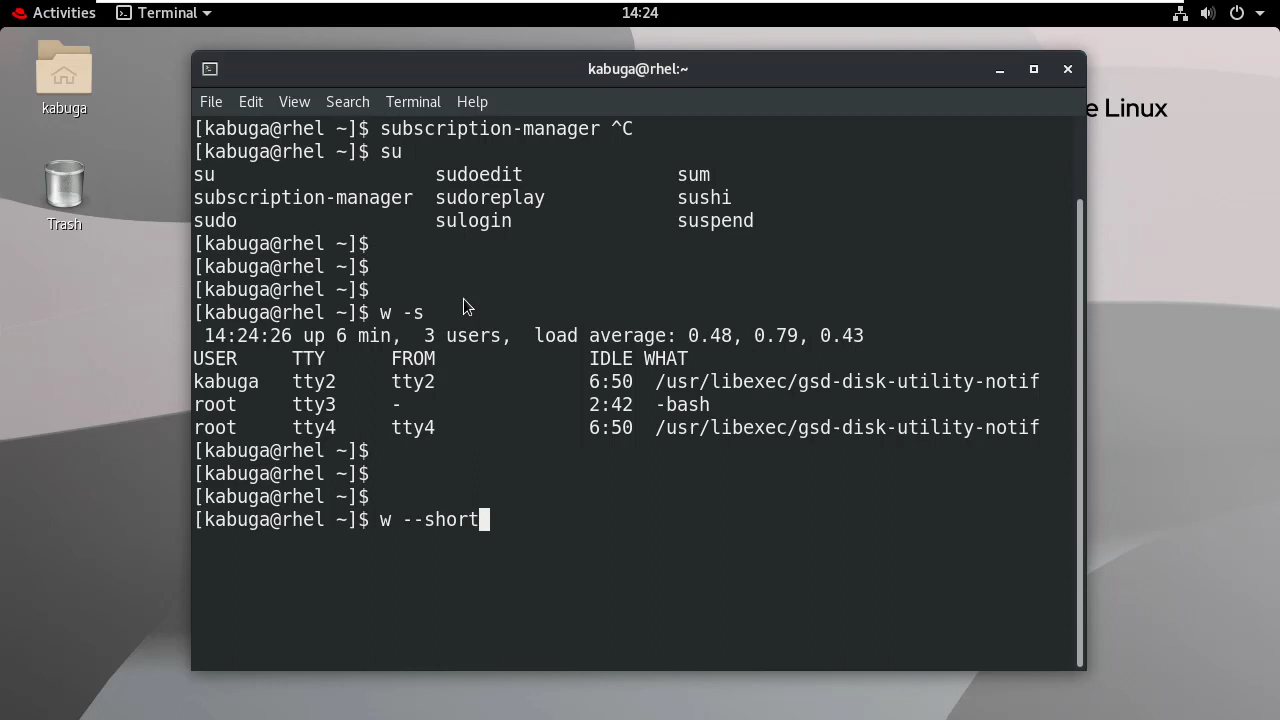 Activities Terminal 14:24
kabuga
Trash
e Linux
kabuga@rhel:~
File Edit View Search Terminal Help
[kabuga@rhel ~]$ subscription-manager ^C
[kabuga@rhel ~]$ su
su sudoedit sum
subscription-manager sudoreplay sushi
sudo sulogin suspend
[kabuga@rhel ~]$
[kabuga@rhel ~]$
[kabuga@rhel ~]$
[kabuga@rhel ~]$ w -s
14:24:26 up 6 min, 3 users, load average: 0.48, 0.79, 0.43
USER TTY FROM IDLE WHAT
kabuga tty2 tty2 6:50 /usr/libexec/gsd-disk-utility-notif
root tty3 - 2:42 -bash
root tty4 tty4 6:50 /usr/libexec/gsd-disk-utility-notif
[kabuga@rhel ~]$
[kabuga@rhel ~]$
[kabuga@rhel ~]$
[kabuga@rhel ~]$ w --short